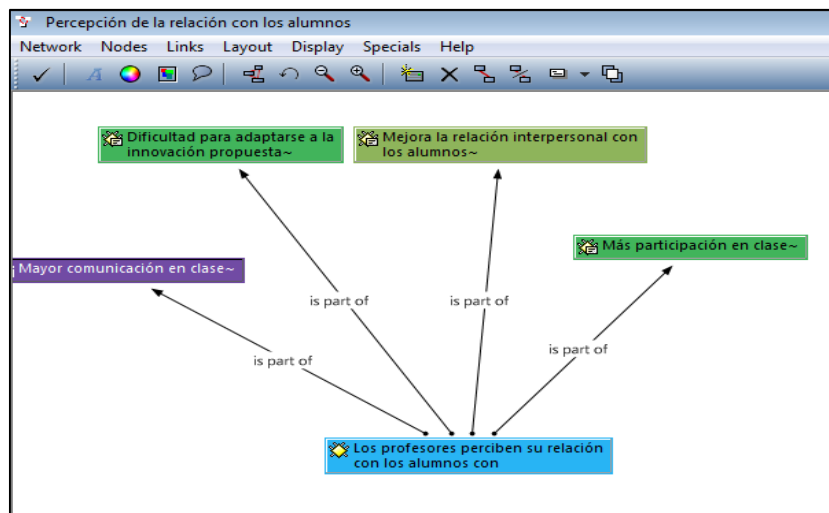 Percepción de la relación con los alumnos
Network Nodes Links Layout Display Specials Help
A
Dificultad para adaptarse a la
innovación propuesta~
Mejora la relación interpersonal con
los alumnos~
Más participación en clase~
Mayor comunicación en clase~
is part of
is part of
is part of
is part of
Los profesores perciben su relación
con los alumnos con